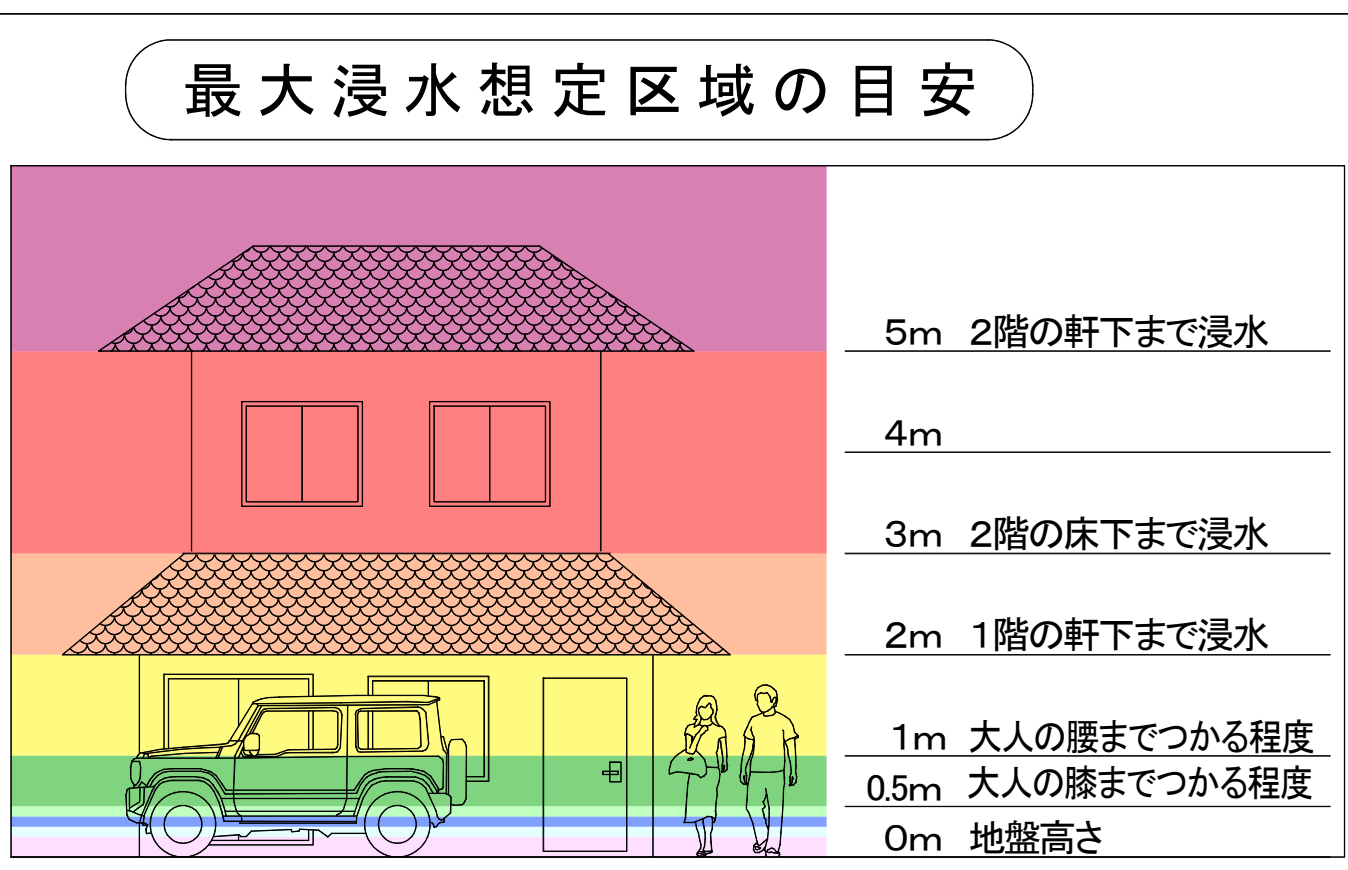 最大浸水想定区域の目安
5m 2階の軒下まで浸水
4m
3m 2階の床下まで浸水
2m 1階の軒下まで浸水
1m 大人の腰までつかる程度
0.5m 大人の膝までつかる程度
0m 地盤高さ